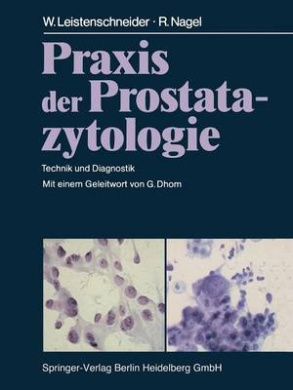 W. Leistenschneider · R. Nagel
Praxis
der Prostata-
zytologie
Technik und Diagnostik
Mit einem Geleitwort von G. Dhom
Springer-Verlag Berlin Heidelberg GmbH